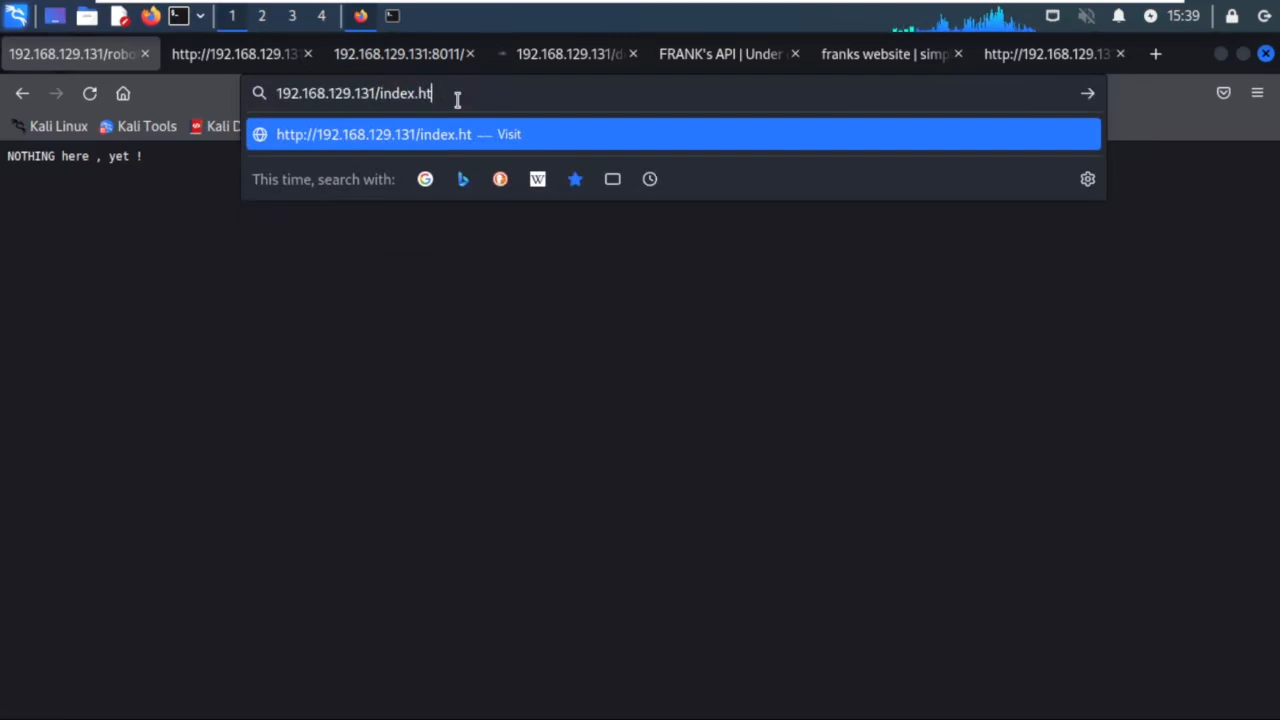 1 2 3 4 15:39
192.168.129.131/robo http://192.168.129.13 192.168.129.131:8011/ 192.168.129.131/d FRANK's API | Under franks website | simp http://192.168.129.13
192.168.129.131/index.ht
Kali Linux Kali Tools Kali D
http://192.168.129.131/index.ht — Visit
NOTHING here , yet !
This time, search with: